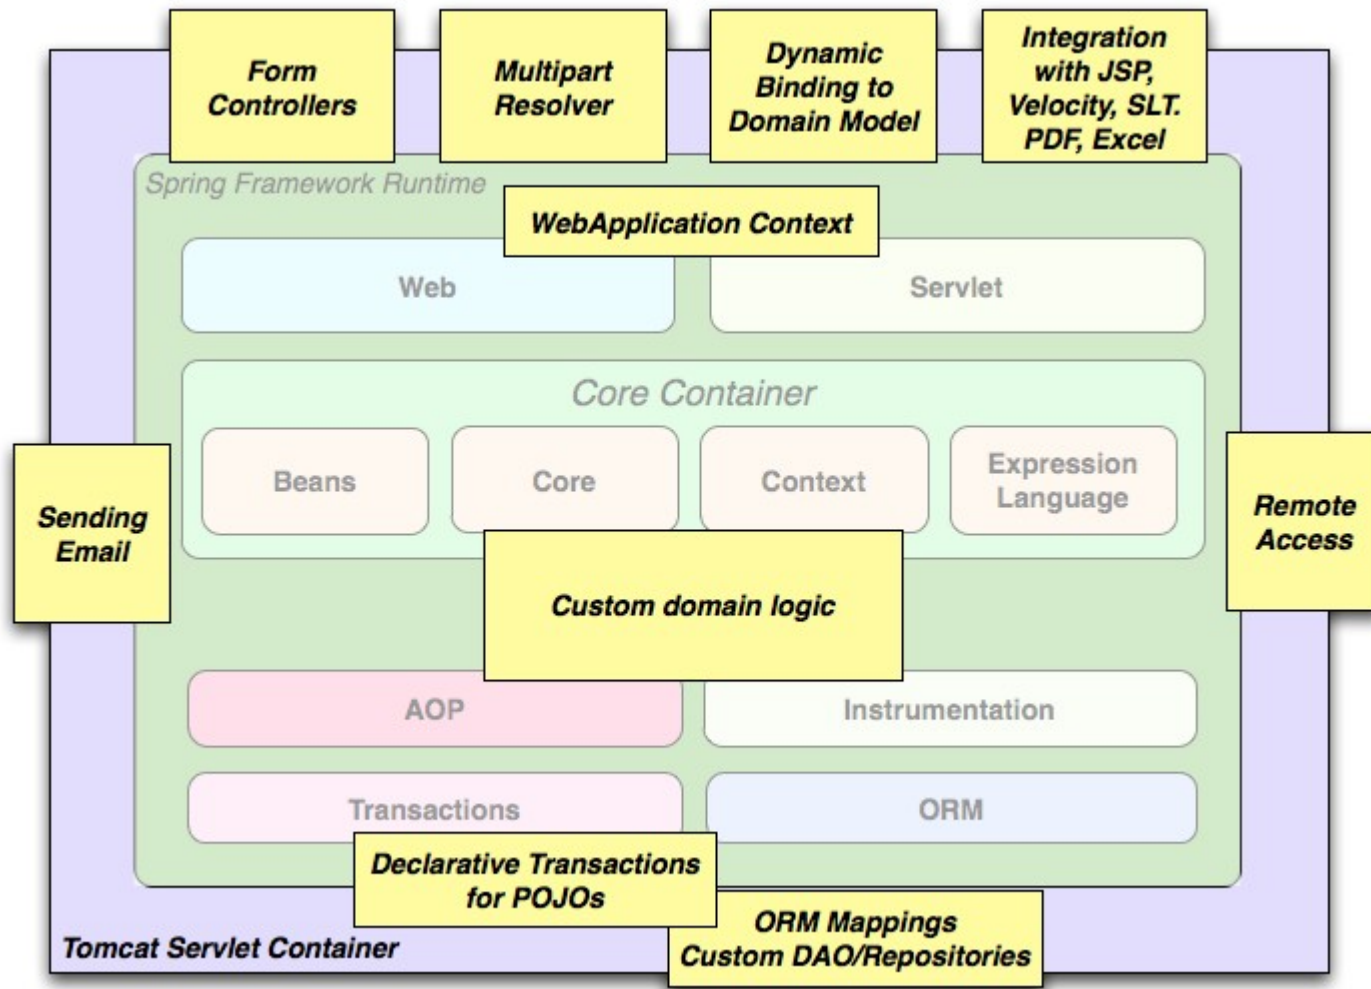 Form
Controllers
Multipart
Resolver
Dynamic
Binding to
Domain Model
Integration
with JSP,
Velocity, SLT.
PDF, Excel
Spring Framework Runtime
WebApplication Context
Web
Servlet
Core Container
Beans
Core
Context
Expression
Language
Sending
Email
Remote
Access
Custom domain logic
AOP
Instrumentation
Transactions
ORM
Declarative Transactions
for POJOs
ORM Mappings
Custom DAO/Repositories
Tomcat Servlet Container